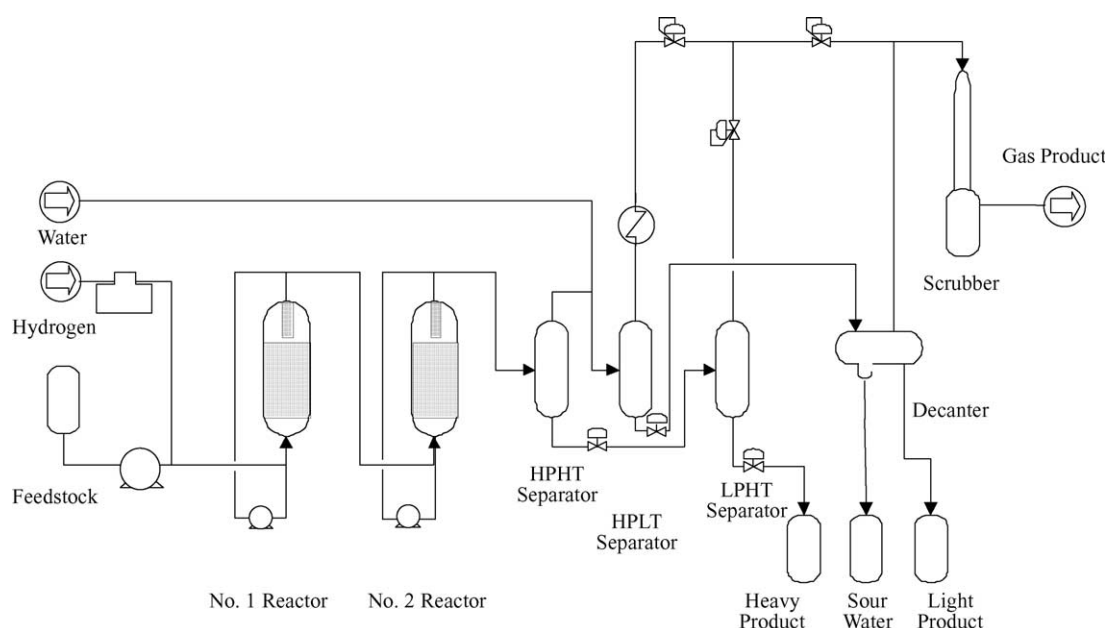 Gas Product
Water
Scrubber
Hydrogen
Decanter
Feedstock
HPHT
Separator
HPLT
Separator
LPHT
Separator
No. 1 Reactor
No. 2 Reactor
Heavy
Product
Sour
Water
Light
Product